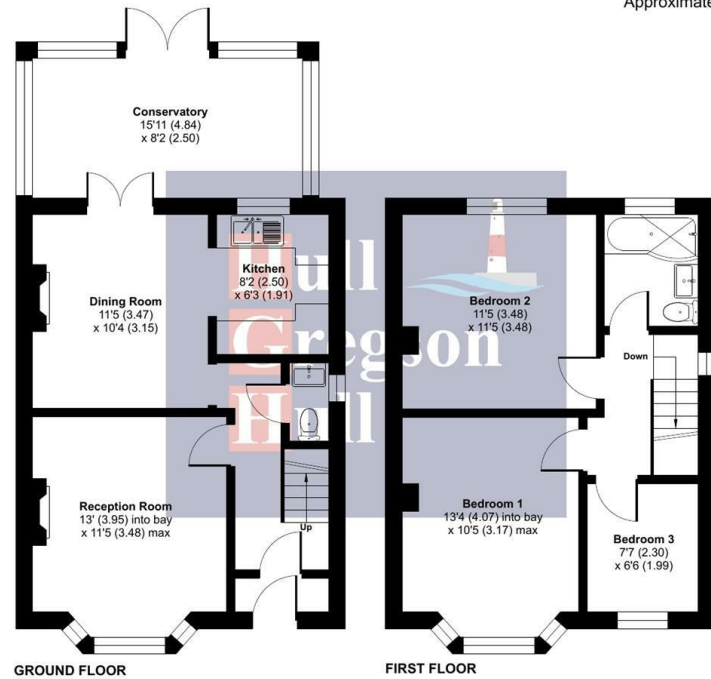 Approximate
Conservatory
15'11 (4.84)
x 8'2 (2.50)
Kitchen
8'2 (2.50)
x 6'3 (1.91)
Dining Room
11'5 (3.47)
x 10'4 (3.15)
Reception Room
13' (3.95) into bay
x 11'5 (3.48) max
Up
GROUND FLOOR
Bedroom 2
11'5 (3.48)
x 11'5 (3.48)
Down
Bedroom 1
13'4 (4.07) into bay
x 10'5 (3.17) max
Bedroom 3
7'7 (2.30)
x 6'6 (1.99)
FIRST FLOOR
Hull
Gregson
Hull